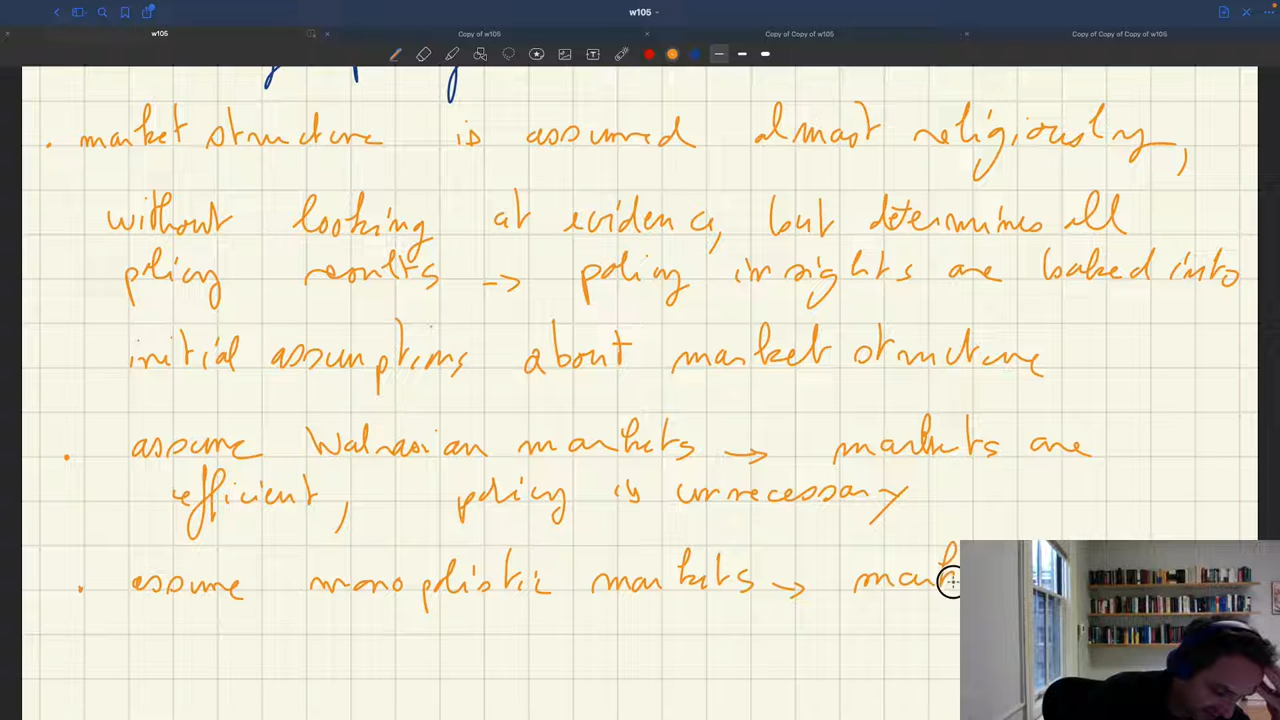 w105
w105
Copy of w105
Copy of Copy of w105
Copy of Copy of Copy of w105
. market structure is assumed almost religiously,
without looking at evidence, but determines all
policy results → policy insights are baked into
initial assumptions about market structure
. assume Walrasian markets → markets are
efficient, policy is unnecessary
. assume monopolistic markets → mark